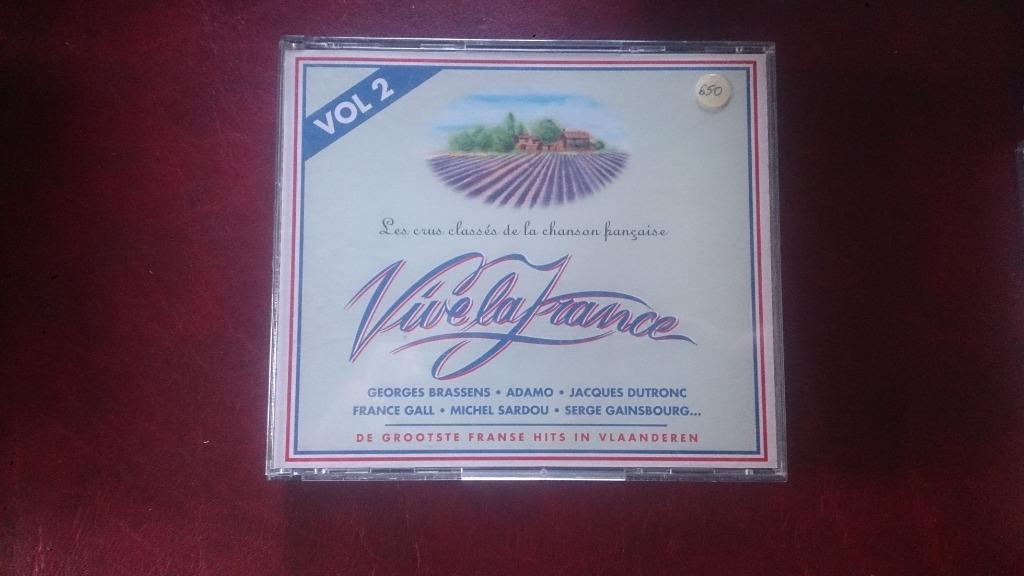 VOL 2
650
Les crus classés de la chanson française
Vive la France
GEORGES BRASSENS • ADAMO • JACQUES DUTRONC
FRANCE GALL • MICHEL SARDOU • SERGE GAINSBOURG...
DE GROOTSTE FRANSE HITS IN VLAANDEREN